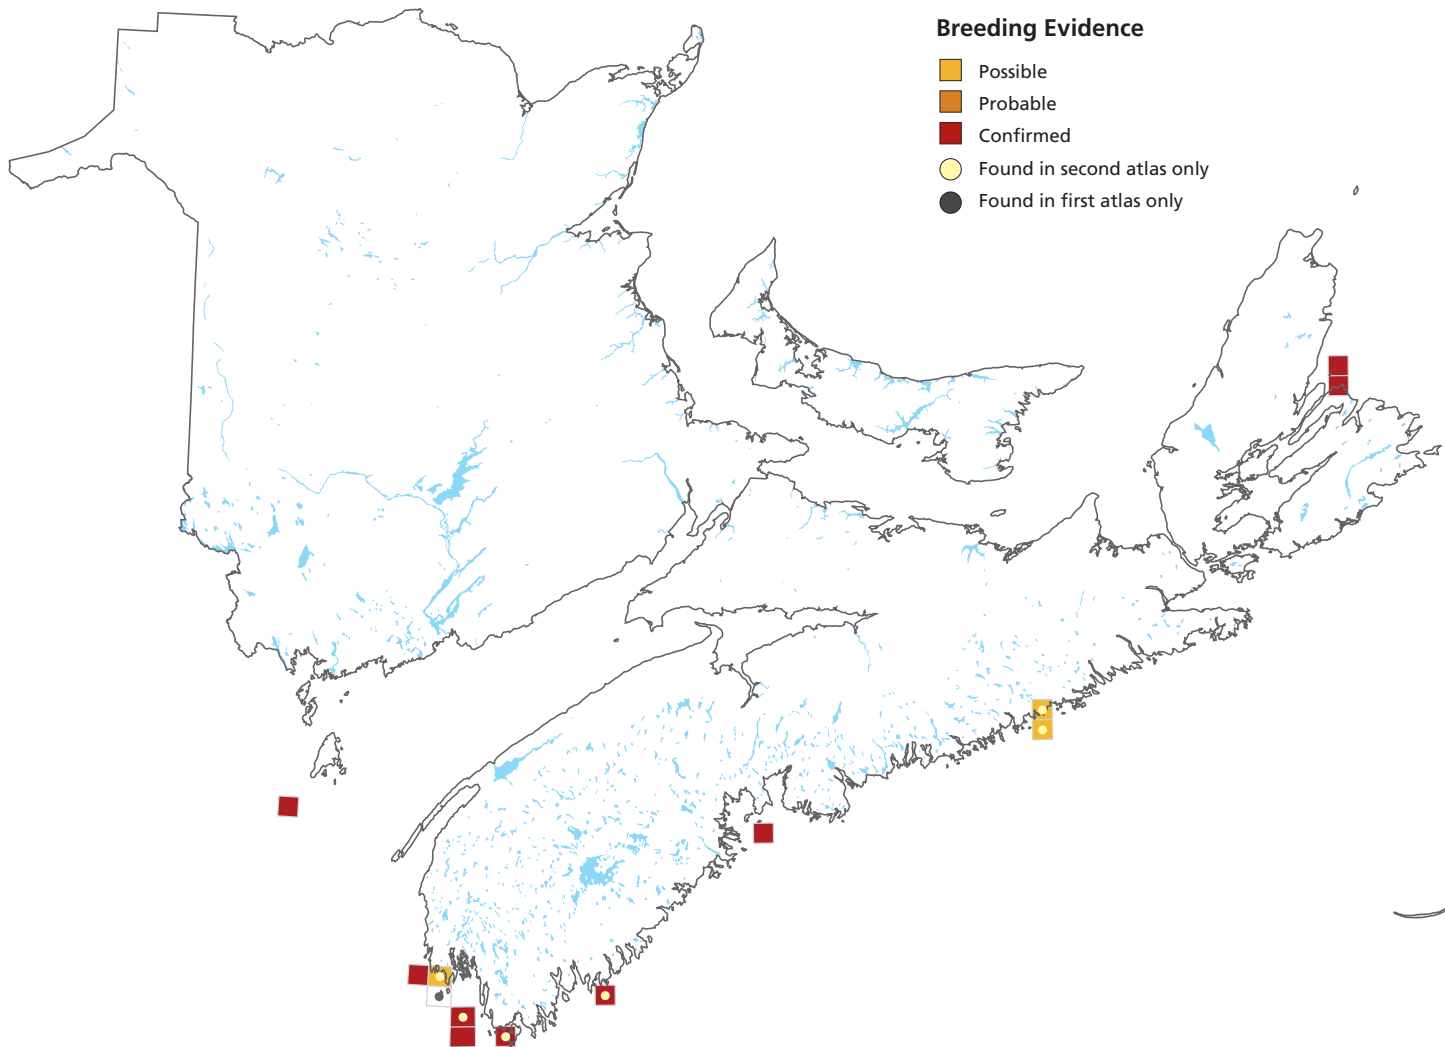 Breeding Evidence
Possible
Probable
Confirmed
Found in second atlas only
Found in first atlas only